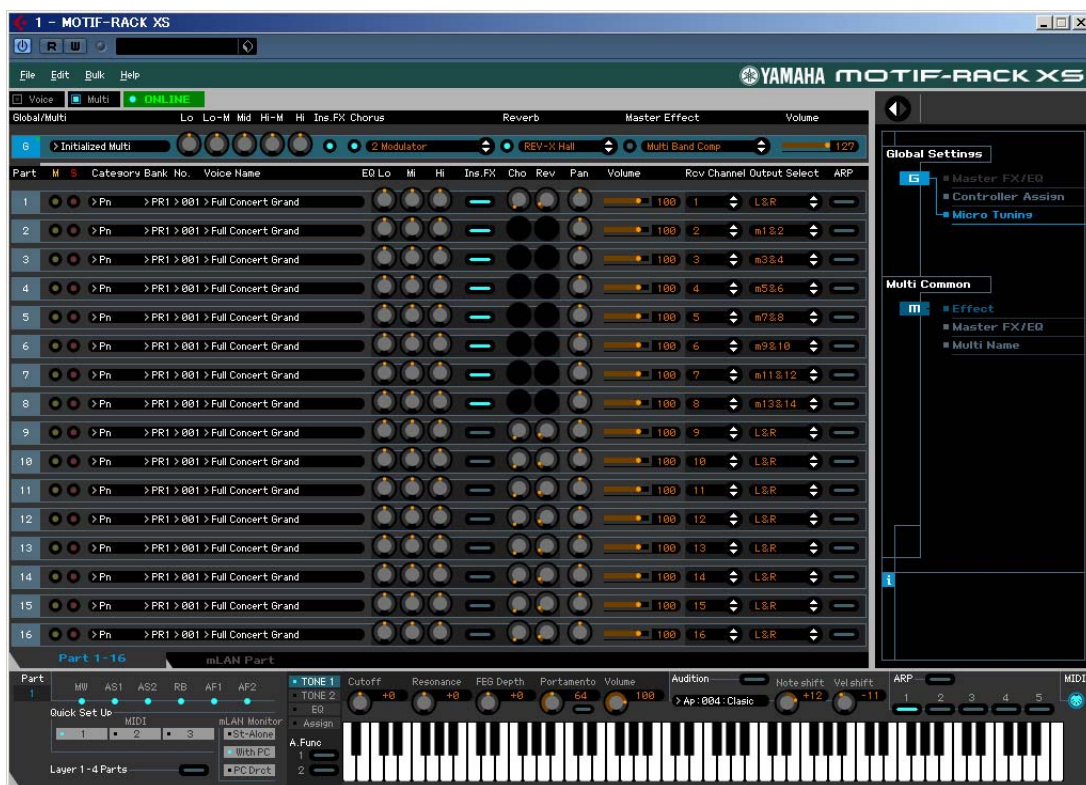 1 - MOTIF-RACK XS
R W
File Edit Bulk Help YAMAHA MOTIF-RACK XS
Voice Multi ONLINE
Global/Multi Lo Lo-M Mid Hi-M Hi Ins.FX Chorus Reverb Master Effect Volume
G > Initialized Multi 2 Modulator REV-X Hall Multi Band Comp 127
Part M S Category Bank No. Voice Name EQ Lo Mi Hi Ins.FX Cho Rev Pan Volume Rcv Channel Output Select ARP
1 > Pn > PR1 > 001 > Full Concert Grand 100 1 L&R
2 > Pn > PR1 > 001 > Full Concert Grand 100 2 m1&2
3 > Pn > PR1 > 001 > Full Concert Grand 100 3 m3&4
4 > Pn > PR1 > 001 > Full Concert Grand 100 4 m5&6
5 > Pn > PR1 > 001 > Full Concert Grand 100 5 m7&8
6 > Pn > PR1 > 001 > Full Concert Grand 100 6 m9&10
7 > Pn > PR1 > 001 > Full Concert Grand 100 7 m11&12
8 > Pn > PR1 > 001 > Full Concert Grand 100 8 m13&14
9 > Pn > PR1 > 001 > Full Concert Grand 100 9 L&R
10 > Pn > PR1 > 001 > Full Concert Grand 100 10 L&R
11 > Pn > PR1 > 001 > Full Concert Grand 100 11 L&R
12 > Pn > PR1 > 001 > Full Concert Grand 100 12 L&R
13 > Pn > PR1 > 001 > Full Concert Grand 100 13 L&R
14 > Pn > PR1 > 001 > Full Concert Grand 100 14 L&R
15 > Pn > PR1 > 001 > Full Concert Grand 100 15 L&R
16 > Pn > PR1 > 001 > Full Concert Grand 100 16 L&R
Part 1-16 mLAN Part
Global Settings
G Master FX/EQ
Controller Assign
Micro Tuning
Multi Common
m Effect
Master FX/EQ
Multi Name
i
Part
1
MW AS1 AS2 RB AF1 AF2
Quick Set Up
MIDI mLAN Monitor
1 2 3 St-Alone
With PC
Layer 1-4 Parts PC Drct
TONE 1
TONE 2
EQ
Assign
A.Func
1
2
Cutoff Resonance FEG Depth Portamento Volume
+0 +0 +0 64 100
Audition Note shift Vel shift
> Ap:004:Clasic +12 -11
ARP
1 2 3 4 5
MIDI